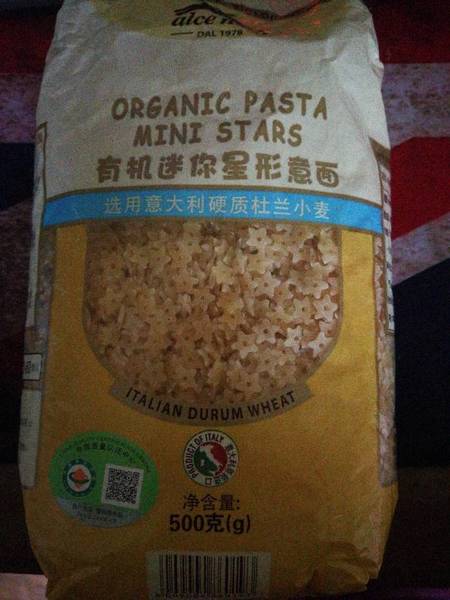 alce n
DAL 1978
ORGANIC PASTA
MINI STARS
有机迷你星形意面
选用意大利硬质杜兰小麦
ITALIAN DURUM WHEAT
PRODUCT OF ITALY
净含量:
500克(g)